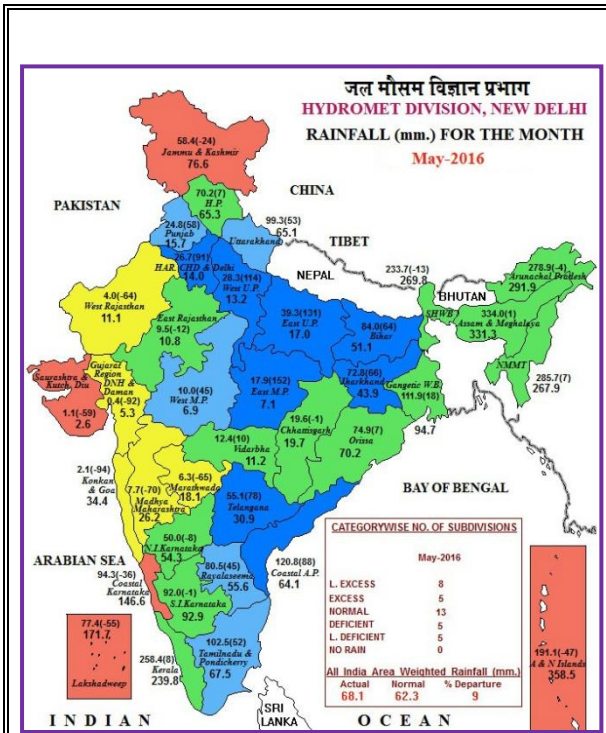 जल मौसम विज्ञान प्रभाग
HYDROMET DIVISION, NEW DELHI
RAINFALL (mm.) FOR THE MONTH
May-2016
58.4(-24)
Jammu & Kashmir
76.6
70.2(7)
H.P.
65.3
CHINA
PAKISTAN
24.8(58)
Punjab
15.7
99.3(53)
Uttarakhand
65.1
TIBET
26.7(91)
HAR. CHD & Delhi
14.0
NEPAL
28.3(114)
West U.P.
13.2
233.7(-13)
269.8
SHWB
BHUTAN
278.9(-4)
Arunachal Pradesh
291.9
4.0(-64)
West Rajasthan
11.1
East Rajasthan
9.5(-12)
10.8
39.3(131)
East U.P.
17.0
84.0(64)
Bihar
51.1
334.0(1)
Assam & Meghalaya
331.3
NMMT
285.7(7)
267.9
Saurashtra &
Kutch, Diu
1.1(-59)
2.6
Gujarat
Region
DNH &
Daman
0.4(-92)
5.3
10.0(45)
West M.P.
6.9
17.9(152)
East M.P.
7.1
72.8(66)
Jharkhand
43.9
Gangetic W.B.
111.9(18)
94.7
19.6(-1)
Chhattisgarh
19.7
74.9(7)
Orissa
70.2
12.4(10)
Vidarbha
11.2
2.1(-94)
Konkan
& Goa
34.4
7.7(-70)
Madhya
Maharashtra
26.2
6.3(-65)
Marathwada
18.1
55.1(78)
Telangana
30.9
BAY OF BENGAL
50.0(-8)
N.I.Karnataka
54.3
ARABIAN SEA
94.3(-36)
Coastal
Karnataka
146.6
80.5(45)
Rayalaseema
55.6
120.8(88)
Coastal A.P.
64.1
92.0(-1)
S.I.Karnataka
92.9
77.4(-55)
171.7
Lakshadweep
258.4(8)
Kerala
239.8
102.5(52)
Tamilnadu &
Pondicherry
67.5
191.1(-47)
A & N Islands
358.5
CATEGORYWISE NO. OF SUBDIVISIONS
May-2016
L. EXCESS 8
EXCESS 5
NORMAL 13
DEFICIENT 5
L. DEFICIENT 5
NO RAIN 0
All India Area Weighted Rainfall (mm.)
Actual Normal % Departure
68.1 62.3 9
SRI
LANKA
INDIAN OCEAN